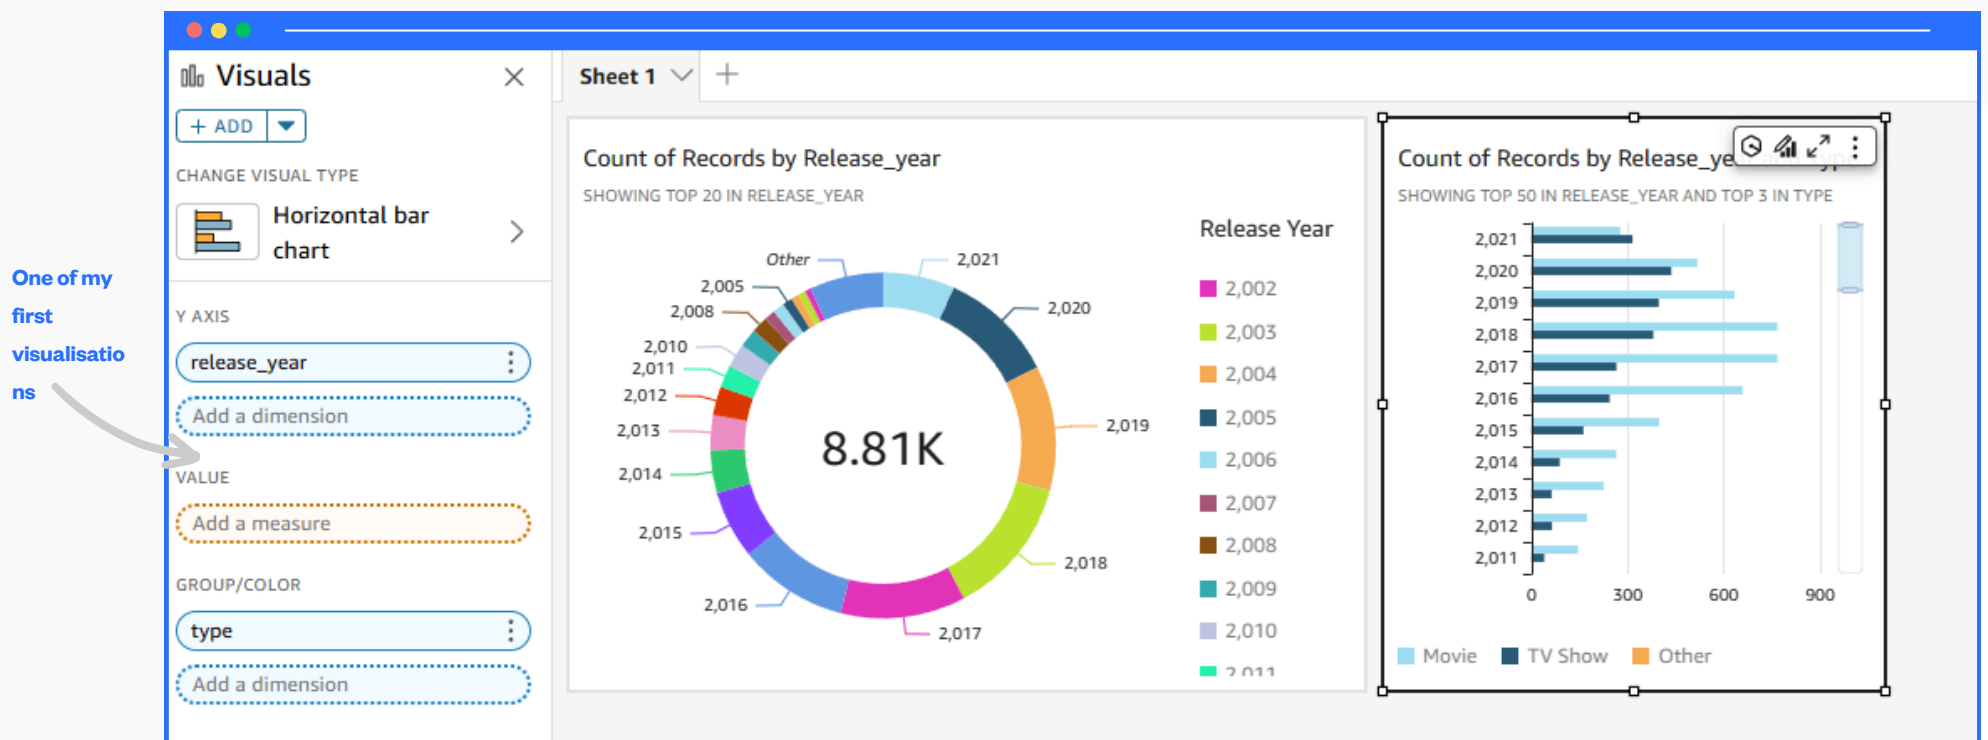 One of my
first
visualisatio
ns
Visuals
+ ADD
CHANGE VISUAL TYPE
Horizontal bar
chart
Y AXIS
release_year
Add a dimension
VALUE
Add a measure
GROUP/COLOR
type
Add a dimension
Sheet 1
Count of Records by Release_year
SHOWING TOP 20 IN RELEASE_YEAR
Other
2,021
2,005
2,020
2,008
2,010
2,011
2,012
2,019
2,013
2,014
2,015
2,018
2,016
2,017
8.81K
Release Year
2,002
2,003
2,004
2,005
2,006
2,007
2,008
2,009
2,010
2,011
Count of Records by Release_ye
SHOWING TOP 50 IN RELEASE_YEAR AND TOP 3 IN TYPE
2,021
2,020
2,019
2,018
2,017
2,016
2,015
2,014
2,013
2,012
2,011
0 300 600 900
Movie TV Show Other